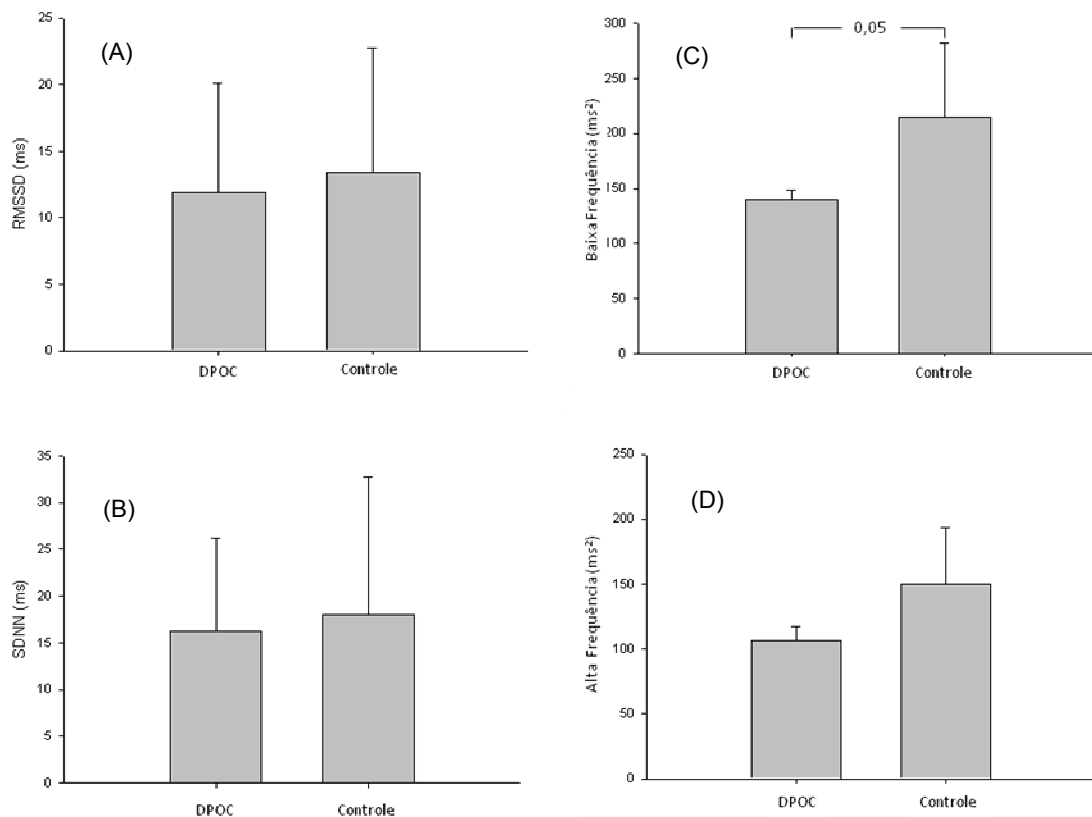 (A)
RMSSD (ms)
25
20
15
10
5
0
DPOC
Controle
(C)
0,05
Baixa Frequência (ms²)
300
250
200
150
100
50
0
DPOC
Controle
(B)
SDNN (ms)
35
30
25
20
15
10
5
0
DPOC
Controle
(D)
Alta Frequência (ms²)
250
200
150
100
50
0
DPOC
Controle